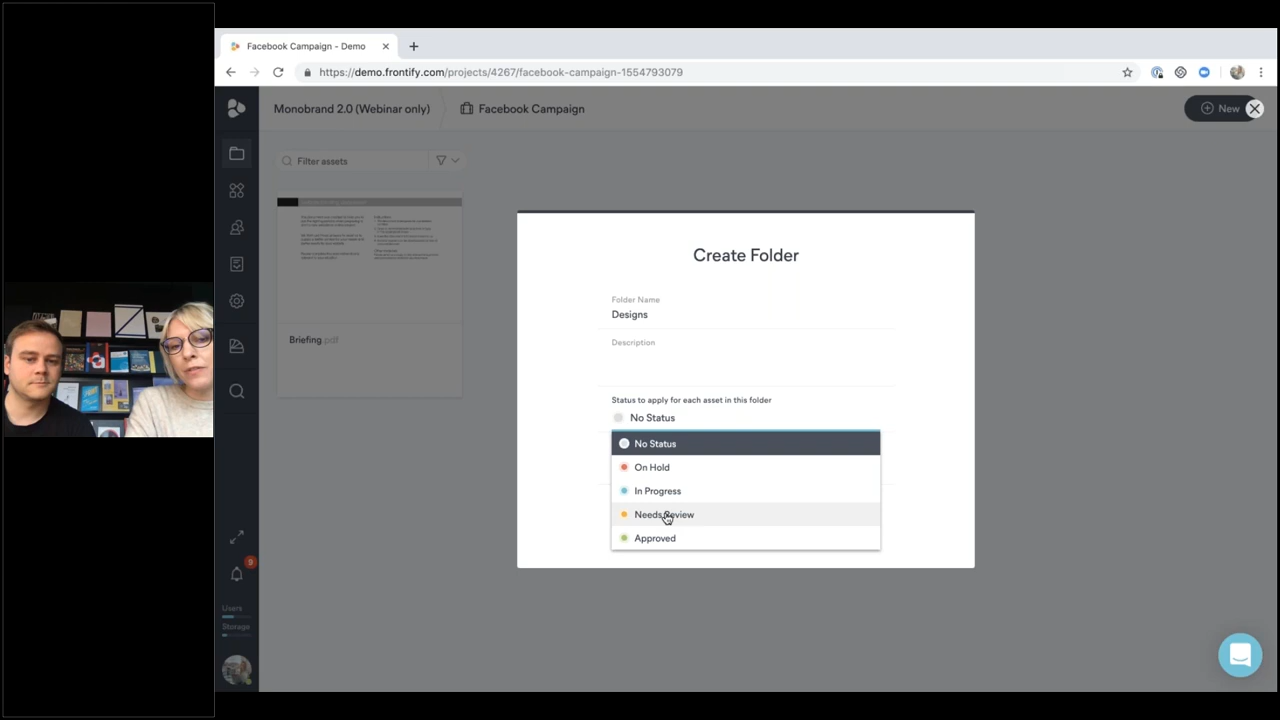 Facebook Campaign - Demo
https://demo.frontify.com/projects/4267/facebook-campaign-1554793079
Monobrand 2.0 (Webinar only)
Facebook Campaign
New
Filter assets
Briefing.pdf
Create Folder
Folder Name
Designs
Description
Status to apply for each asset in this folder
No Status
No Status
On Hold
In Progress
Needs Review
Approved
9
Users
Storage